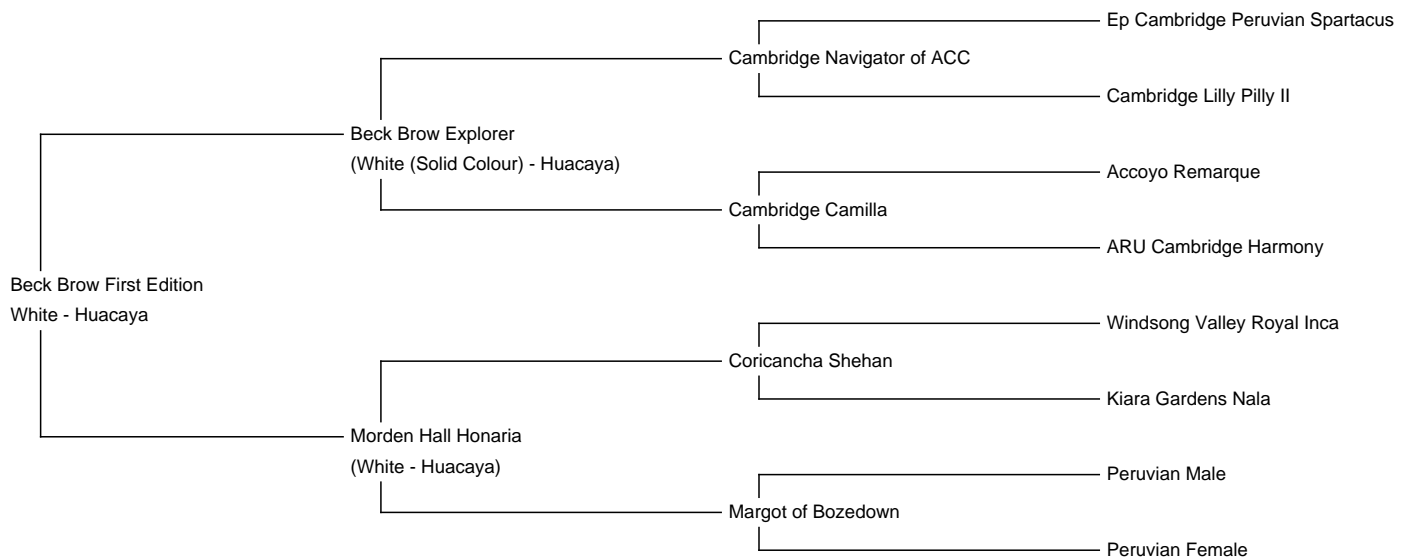 Ep Cambridge Peruvian Spartacus
Cambridge Navigator of ACC
Cambridge Lilly Pilly II
Beck Brow Explorer
(White (Solid Colour) - Huacaya)
Accoyo Remarque
Cambridge Camilla
ARU Cambridge Harmony
Beck Brow First Edition
White - Huacaya
Windsong Valley Royal Inca
Coricancha Shehan
Kiara Gardens Nala
Morden Hall Honaria
(White - Huacaya)
Peruvian Male
Margot of Bozedown
Peruvian Female